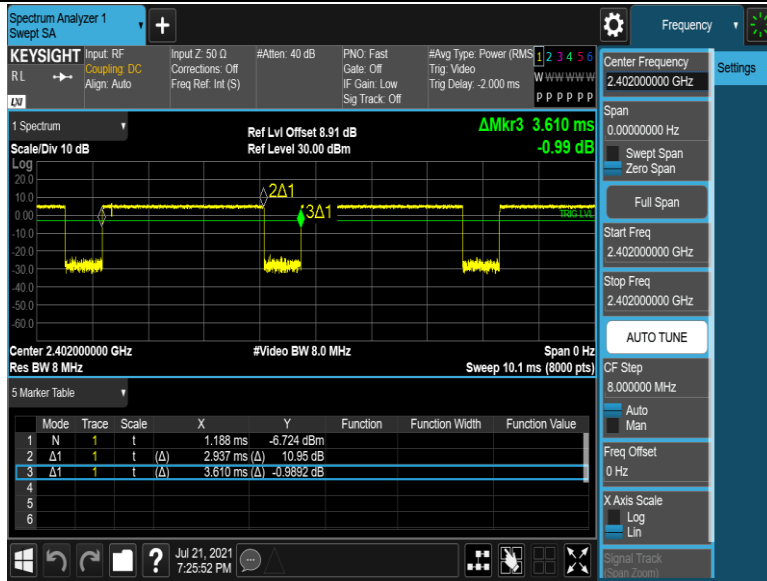 Spectrum Analyzer 1
Swept SA
Frequency
KEYSIGHT
Input: RF
Input Z: 50 Ω
#Atten: 40 dB
PNO: Fast
#Avg Type: Power (RMS
1 2 3 4 5 6
RL
Coupling: DC
Corrections: Off
Gate: Off
Trig: Video
W W W W W W
Align: Auto
Freq Ref: Int (S)
IF Gain: Low
Trig Delay: -2.000 ms
Sig Track: Off
P P P P P P
LXI
1 Spectrum
Ref Lvl Offset 8.91 dB
ΔMkr3 3.610 ms
Scale/Div 10 dB
Ref Level 30.00 dBm
-0.99 dB
Log
20.0
10.0
0.00
-10.0
-20.0
-30.0
-40.0
-50.0
-60.0
1
2Δ1
3Δ1
TRIG LVL
Center 2.402000000 GHz
#Video BW 8.0 MHz
Span 0 Hz
Res BW 8 MHz
Sweep 10.1 ms (8000 pts)
5 Marker Table
Mode Trace Scale X Y Function Function Width Function Value
1 N 1 t 1.188 ms -6.724 dBm
2 Δ1 1 t (Δ) 2.937 ms (Δ) 10.95 dB
3 Δ1 1 t (Δ) 3.610 ms (Δ) -0.9892 dB
4
5
6
?
Jul 21, 2021
7:25:52 PM
Center Frequency
2.402000000 GHz
Settings
Span
0.00000000 Hz
Swept Span
Zero Span
Full Span
Start Freq
2.402000000 GHz
Stop Freq
2.402000000 GHz
AUTO TUNE
CF Step
8.000000 MHz
Auto
Man
Freq Offset
0 Hz
X Axis Scale
Log
Lin
Signal Track
(Span Zoom)